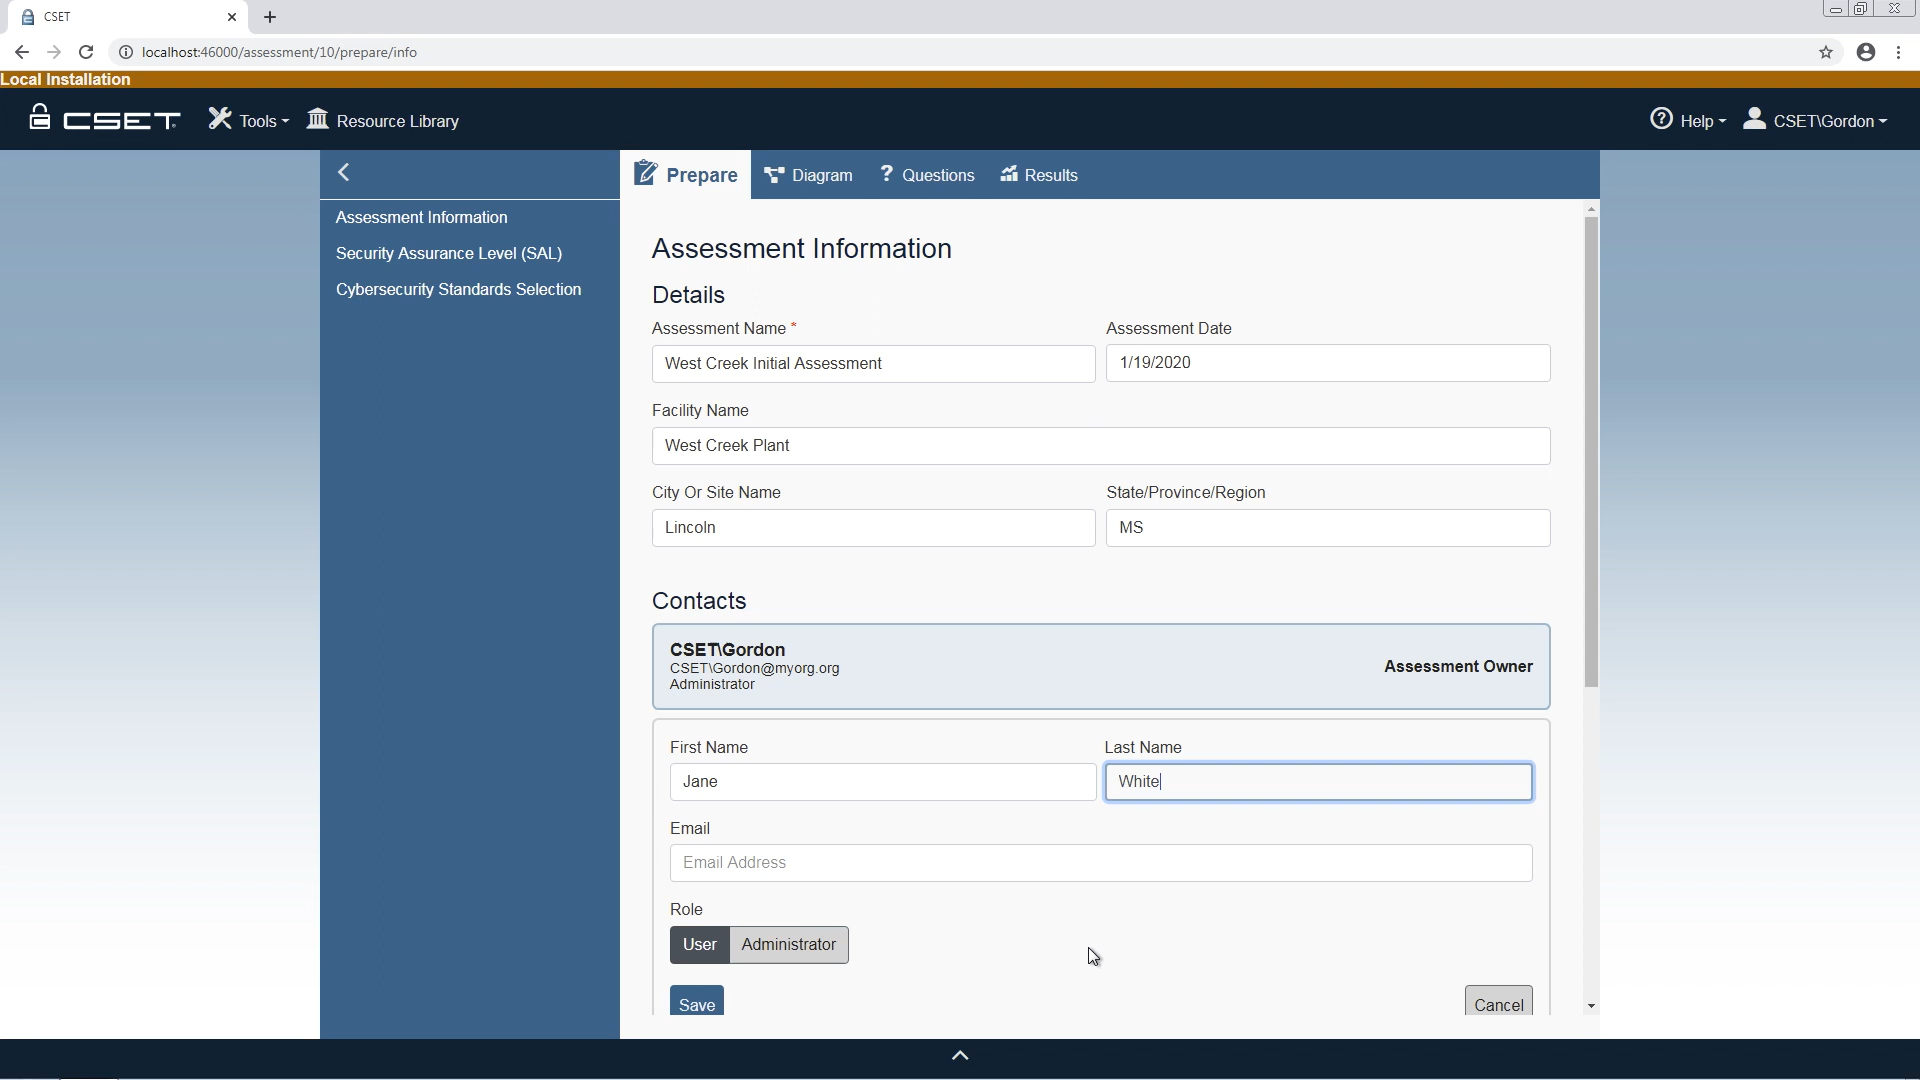 CSET
localhost:46000/assessment/10/prepare/info
Local Installation
CSET Tools Resource Library Help CSET\Gordon
Prepare Diagram Questions Results
Assessment Information
Security Assurance Level (SAL)
Cybersecurity Standards Selection
Assessment Information
Details
Assessment Name * Assessment Date
West Creek Initial Assessment 1/19/2020
Facility Name
West Creek Plant
City Or Site Name State/Province/Region
Lincoln MS
Contacts
CSET\Gordon
CSET\Gordon@myorg.org
Administrator
Assessment Owner
First Name Last Name
Jane White
Email
Email Address
Role
User Administrator
Save Cancel